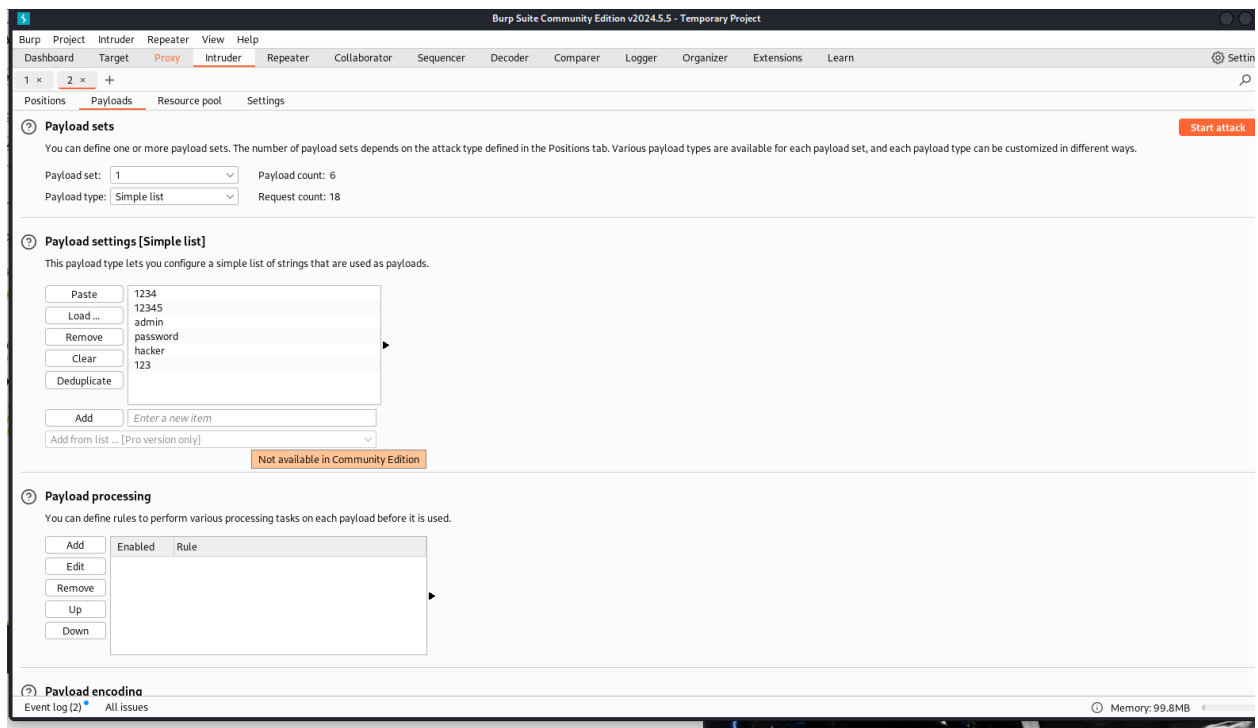 Burp Suite Community Edition v2024.5.5 - Temporary Project
Burp Project Intruder Repeater View Help
Dashboard Target Proxy Intruder Repeater Collaborator Sequencer Decoder Comparer Logger Organizer Extensions Learn Settin
1 × 2 × +
Positions Payloads Resource pool Settings
? Payload sets Start attack
You can define one or more payload sets. The number of payload sets depends on the attack type defined in the Positions tab. Various payload types are available for each payload set, and each payload type can be customized in different ways.
Payload set: 1 Payload count: 6
Payload type: Simple list Request count: 18
? Payload settings [Simple list]
This payload type lets you configure a simple list of strings that are used as payloads.
Paste 1234
12345
Load ...
admin
Remove password
hacker
Clear
123
Deduplicate
Add Enter a new item
Add from list ... [Pro version only]
Not available in Community Edition
? Payload processing
You can define rules to perform various processing tasks on each payload before it is used.
Add Enabled Rule
Edit
Remove
Up
Down
? Payload encoding
Event log (2) All issues Memory: 99.8MB